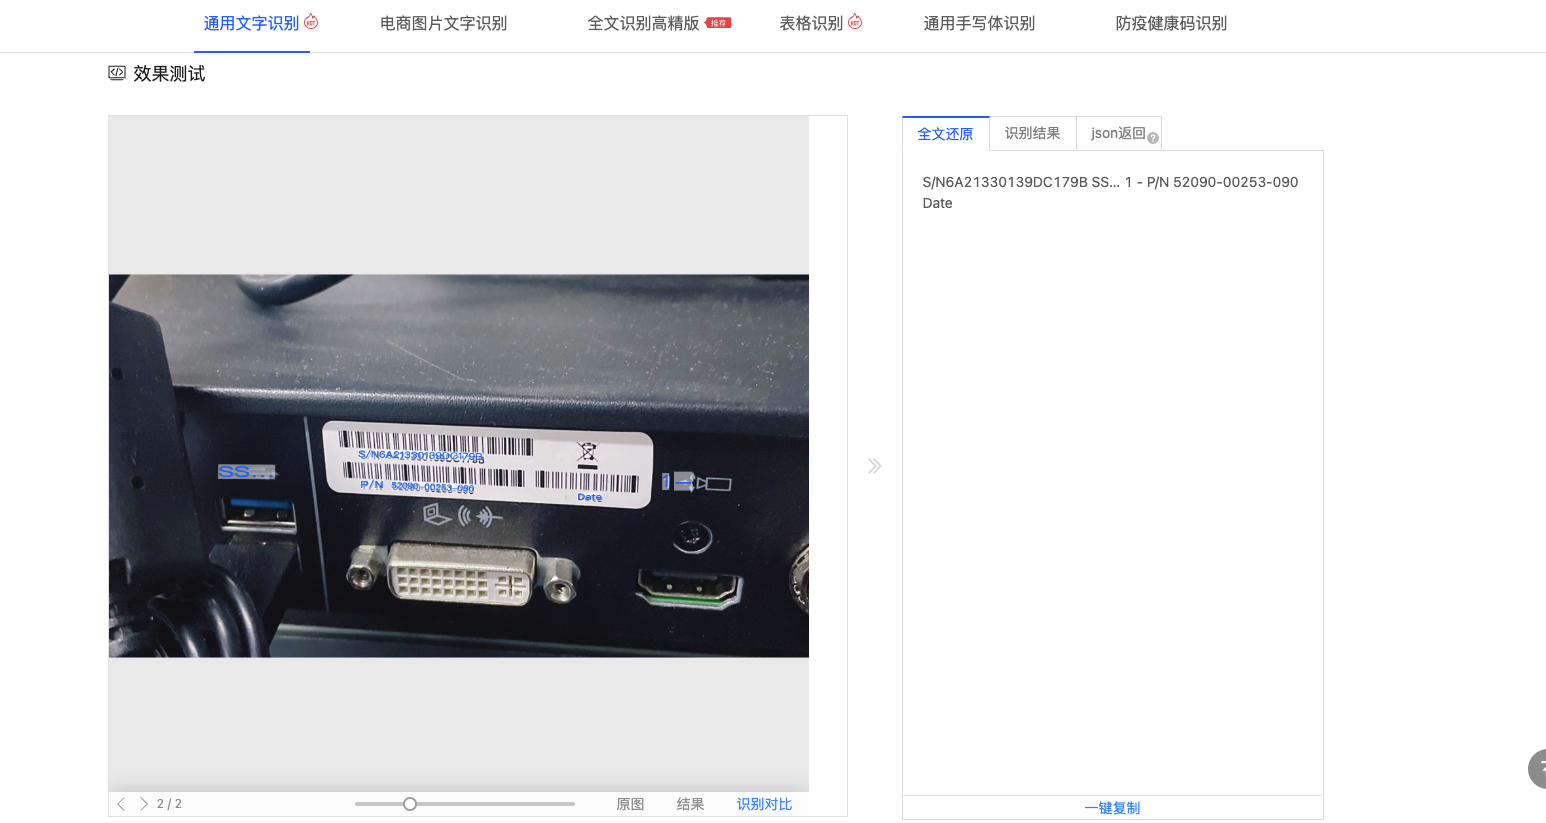 通用文字识别 HOT 电商图片文字识别 全文识别高精版 推荐 表格识别 HOT 通用手写体识别 防疫健康码识别
效果测试
全文还原 识别结果 json返回 ?
S/N6A21330139DC179B SS... 1 - P/N 52090-00253-090
Date
SS...
S/N6A21330139DC179B
P/N 52090-00253-090
Date
1 -
2 / 2 原图 结果 识别对比
一键复制